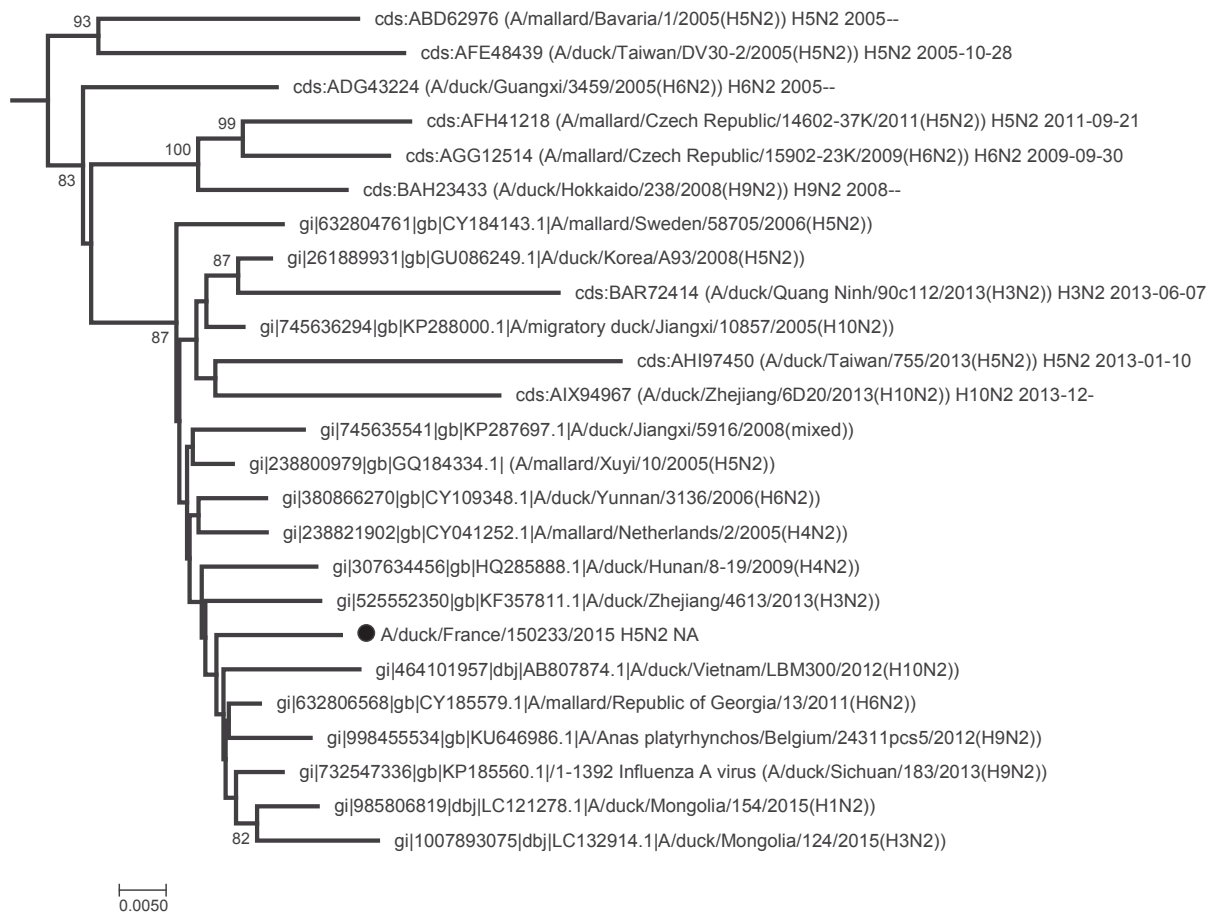 93
cds:ABD62976 (A/mallard/Bavaria/1/2005(H5N2)) H5N2 2005--
cds:AFE48439 (A/duck/Taiwan/DV30-2/2005(H5N2)) H5N2 2005-10-28
cds:ADG43224 (A/duck/Guangxi/3459/2005(H6N2)) H6N2 2005--
99
cds:AFH41218 (A/mallard/Czech Republic/14602-37K/2011(H5N2)) H5N2 2011-09-21
100
cds:AGG12514 (A/mallard/Czech Republic/15902-23K/2009(H6N2)) H6N2 2009-09-30
83
cds:BAH23433 (A/duck/Hokkaido/238/2008(H9N2)) H9N2 2008--
gi|632804761|gb|CY184143.1|A/mallard/Sweden/58705/2006(H5N2))
87
gi|261889931|gb|GU086249.1|A/duck/Korea/A93/2008(H5N2))
cds:BAR72414 (A/duck/Quang Ninh/90c112/2013(H3N2)) H3N2 2013-06-07
gi|745636294|gb|KP288000.1|A/migratory duck/Jiangxi/10857/2005(H10N2))
87
cds:AHI97450 (A/duck/Taiwan/755/2013(H5N2)) H5N2 2013-01-10
cds:AIX94967 (A/duck/Zhejiang/6D20/2013(H10N2)) H10N2 2013-12-
gi|745635541|gb|KP287697.1|A/duck/Jiangxi/5916/2008(mixed))
gi|238800979|gb|GQ184334.1| (A/mallard/Xuyi/10/2005(H5N2))
gi|380866270|gb|CY109348.1|A/duck/Yunnan/3136/2006(H6N2))
gi|238821902|gb|CY041252.1|A/mallard/Netherlands/2/2005(H4N2))
gi|307634456|gb|HQ285888.1|A/duck/Hunan/8-19/2009(H4N2))
gi|525552350|gb|KF357811.1|A/duck/Zhejiang/4613/2013(H3N2))
A/duck/France/150233/2015 H5N2 NA
gi|464101957|dbj|AB807874.1|A/duck/Vietnam/LBM300/2012(H10N2))
gi|632806568|gb|CY185579.1|A/mallard/Republic of Georgia/13/2011(H6N2))
gi|998455534|gb|KU646986.1|A/Anas platyrhynchos/Belgium/24311pcs5/2012(H9N2))
gi|732547336|gb|KP185560.1|/1-1392 Influenza A virus (A/duck/Sichuan/183/2013(H9N2))
gi|985806819|dbj|LC121278.1|A/duck/Mongolia/154/2015(H1N2))
82
gi|1007893075|dbj|LC132914.1|A/duck/Mongolia/124/2015(H3N2))
0.0050